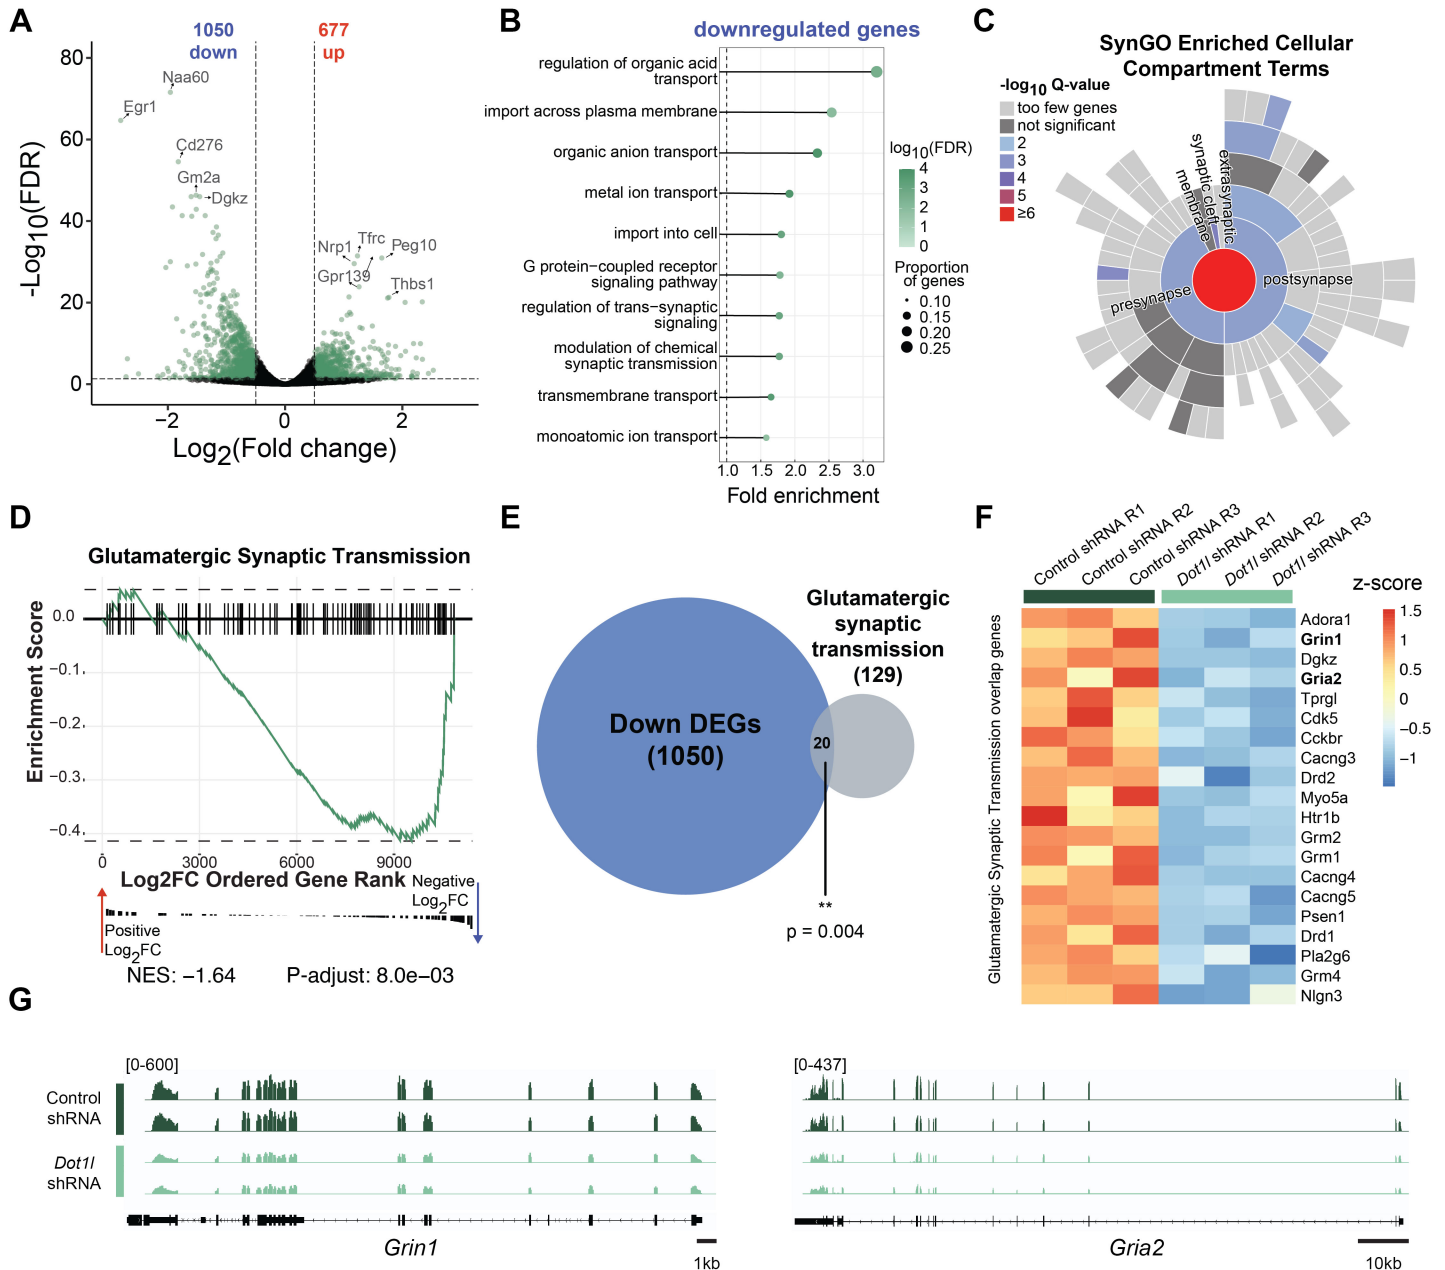 A
1050
down
677
up
80
60
40
20
0
-Log10(FDR)
Naa60
Egr1
Cd276
Gm2a
Dgkz
Nrp1
Tfrc
Peg10
Gpr139
Thbs1
−2
0
2
Log2(Fold change)
B
downregulated genes
regulation of organic acid
transport
import across plasma membrane
organic anion transport
metal ion transport
import into cell
G protein−coupled receptor
signaling pathway
regulation of trans−synaptic
signaling
modulation of chemical
synaptic transmission
transmembrane transport
monoatomic ion transport
1.0 1.5 2.0 2.5 3.0
Fold enrichment
log10(FDR)
4
3
2
1
0
Proportion
of genes
0.10
0.15
0.20
0.25
C
SynGO Enriched Cellular
Compartment Terms
-log10 Q-value
too few genes
not significant
2
3
4
5
≥6
extrasynaptic
synaptic cleft
membrane
presynapse
postsynapse
D
Glutamatergic Synaptic Transmission
Enrichment Score
0.0
−0.1
−0.2
−0.3
−0.4
0 3000 6000 9000
Log2FC Ordered Gene Rank
Negative
Log2FC
Positive
Log2FC
NES: −1.64 P-adjust: 8.0e−03
E
Glutamatergic
synaptic
transmission
(129)
Down DEGs
(1050)
20
**
p = 0.004
F
Control shRNA R1
Control shRNA R2
Control shRNA R3
Dot1l shRNA R1
Dot1l shRNA R2
Dot1l shRNA R3
Glutamatergic Synaptic Transmission overlap genes
Adora1
Grin1
Dgkz
Gria2
Tprgl
Cdk5
Cckbr
Cacng3
Drd2
Myo5a
Htr1b
Grm2
Grm1
Cacng4
Cacng5
Psen1
Drd1
Pla2g6
Grm4
Nlgn3
z-score
1.5
1
0.5
0
−0.5
−1
G
[0-600]
[0-437]
Control
shRNA
Dot1l
shRNA
Grin1
1kb
Gria2
10kb